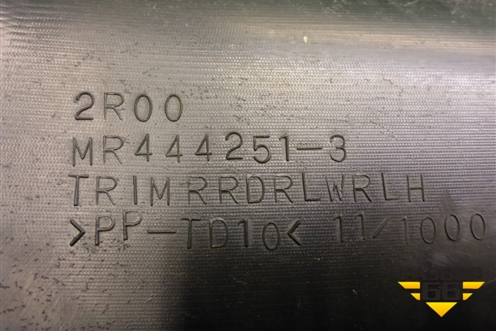 2R00
MR444251-3
TRIMRRDRLWRLH
>PP-TD10< 11/1000